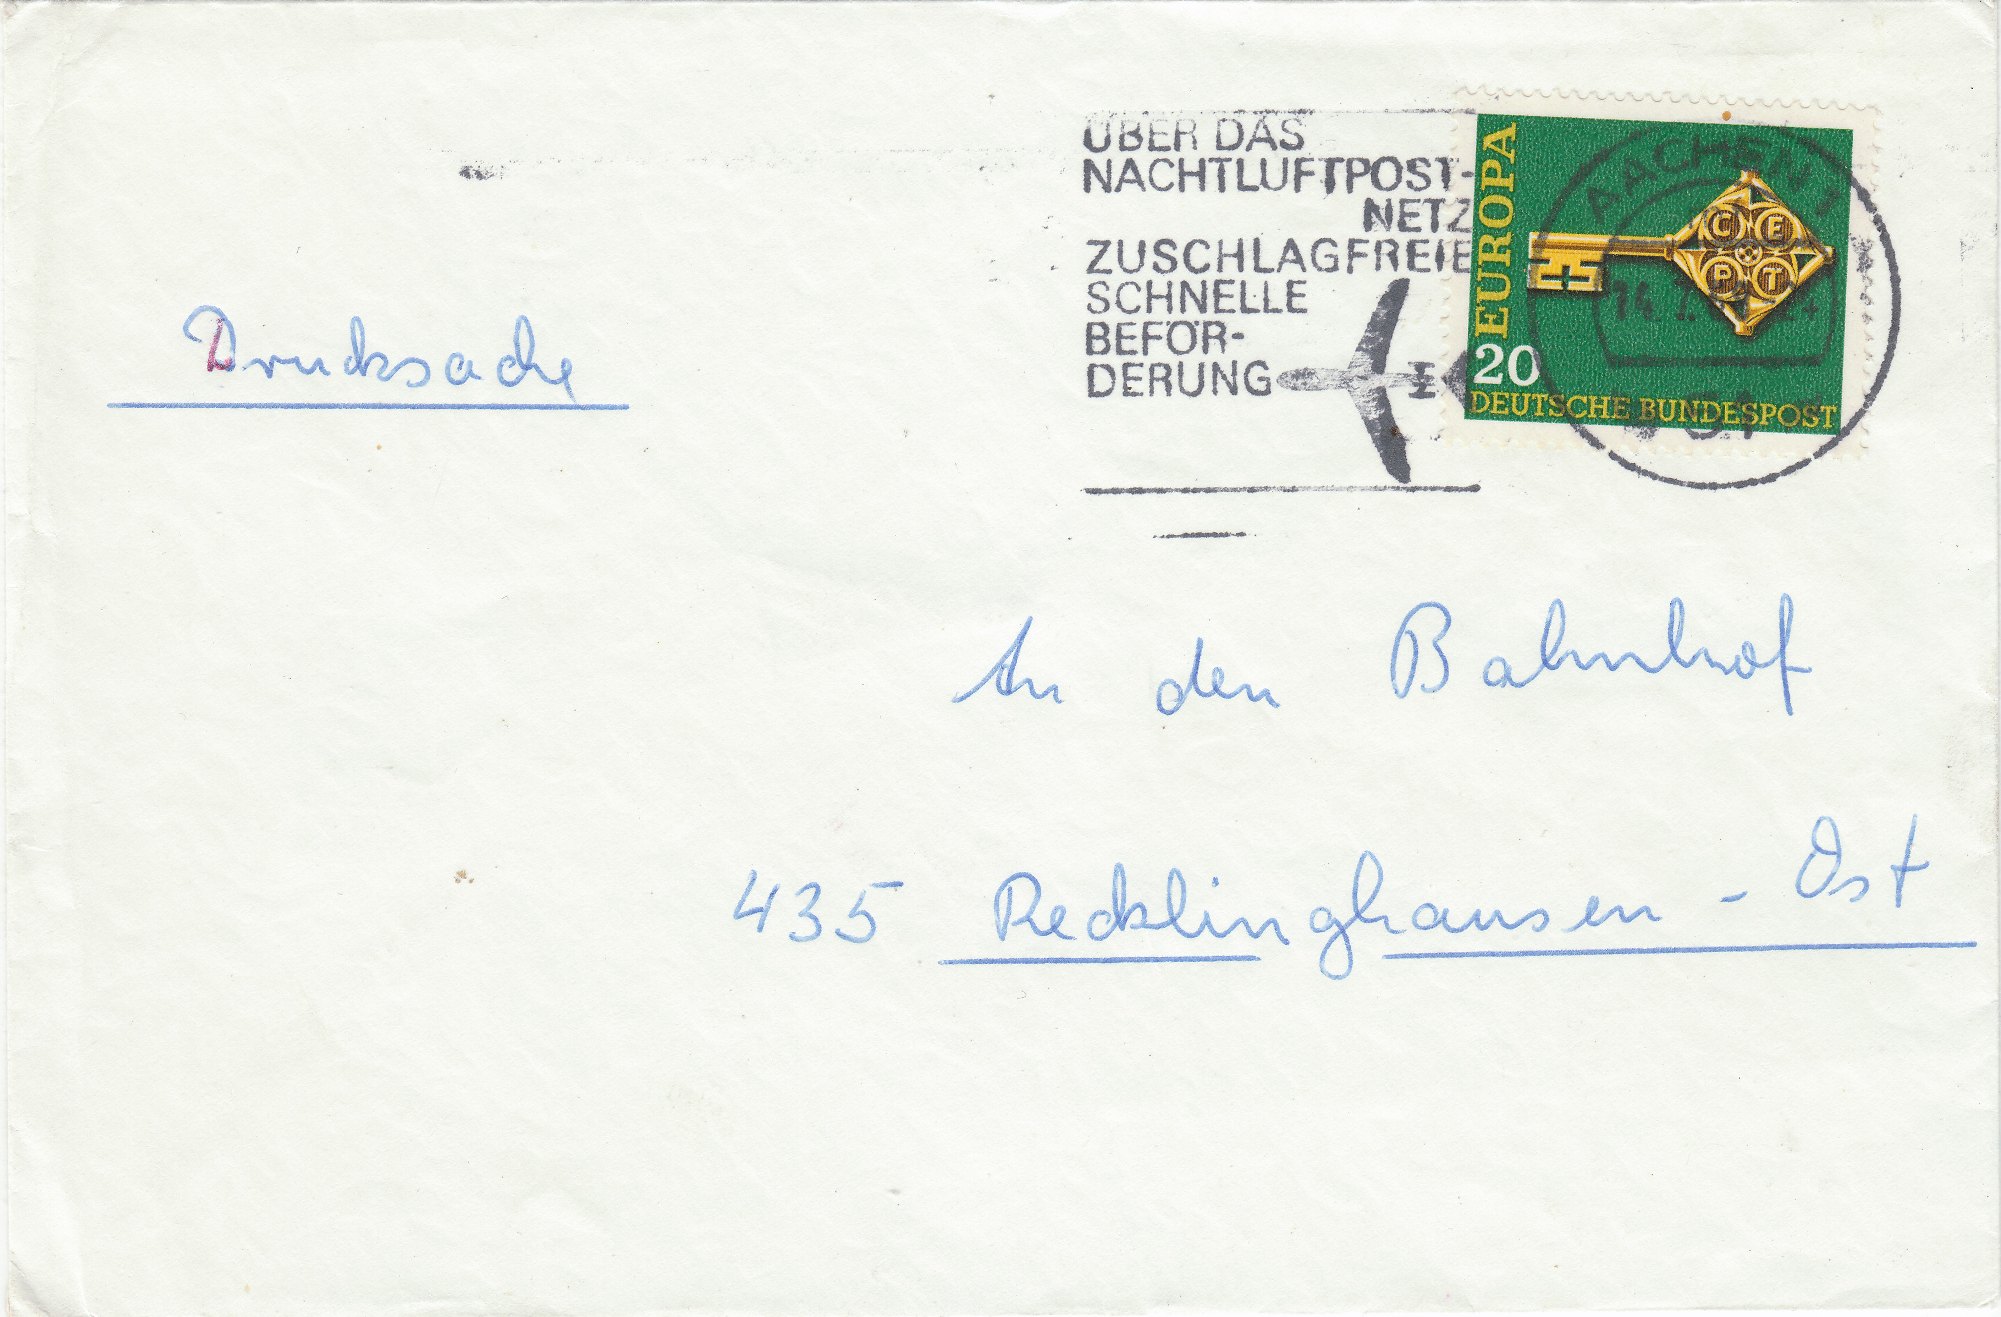 ÜBER DAS
NACHTLUFTPOST-
NETZ
ZUSCHLAGFREIE
SCHNELLE
BEFÖR-
DERUNG
EUROPA
C E
P T
20
DEUTSCHE BUNDESPOST
AACHEN 1
Drucksache
An den Bahnhof
435 Recklinghausen - Ost